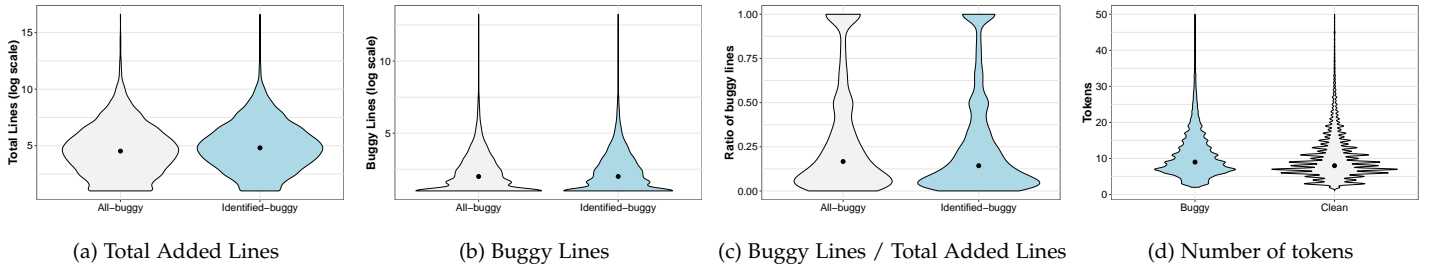 Total Lines (log scale)
15
10
5
All−buggy
Identified−buggy
(a) Total Added Lines
Buggy Lines (log scale)
10
5
All−buggy
Identified−buggy
(b) Buggy Lines
Ratio of buggy lines
1.00
0.75
0.50
0.25
0.00
All−buggy
Identified−buggy
(c) Buggy Lines / Total Added Lines
Tokens
50
40
30
20
10
0
Buggy
Clean
(d) Number of tokens